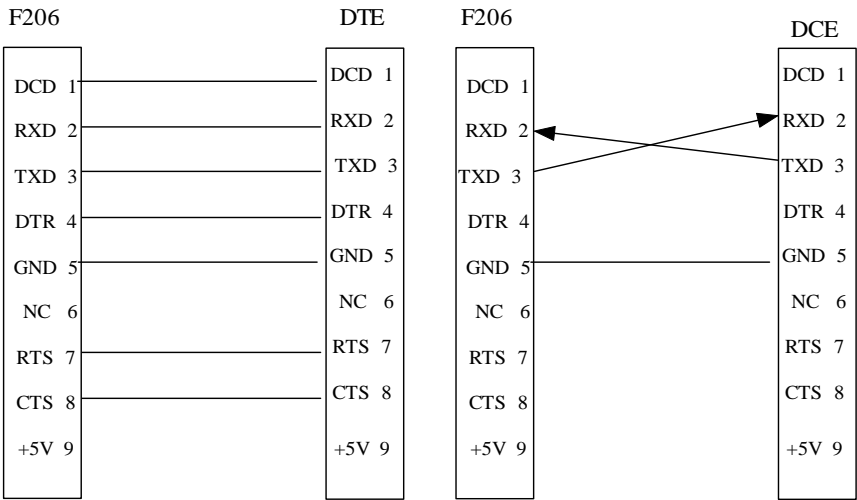 F206
DCD 1
RXD 2
TXD 3
DTR 4
GND 5
NC 6
RTS 7
CTS 8
+5V 9
DTE
DCD 1
RXD 2
TXD 3
DTR 4
GND 5
NC 6
RTS 7
CTS 8
+5V 9
F206
DCD 1
RXD 2
TXD 3
DTR 4
GND 5
NC 6
RTS 7
CTS 8
+5V 9
DCE
DCD 1
RXD 2
TXD 3
DTR 4
GND 5
NC 6
RTS 7
CTS 8
+5V 9